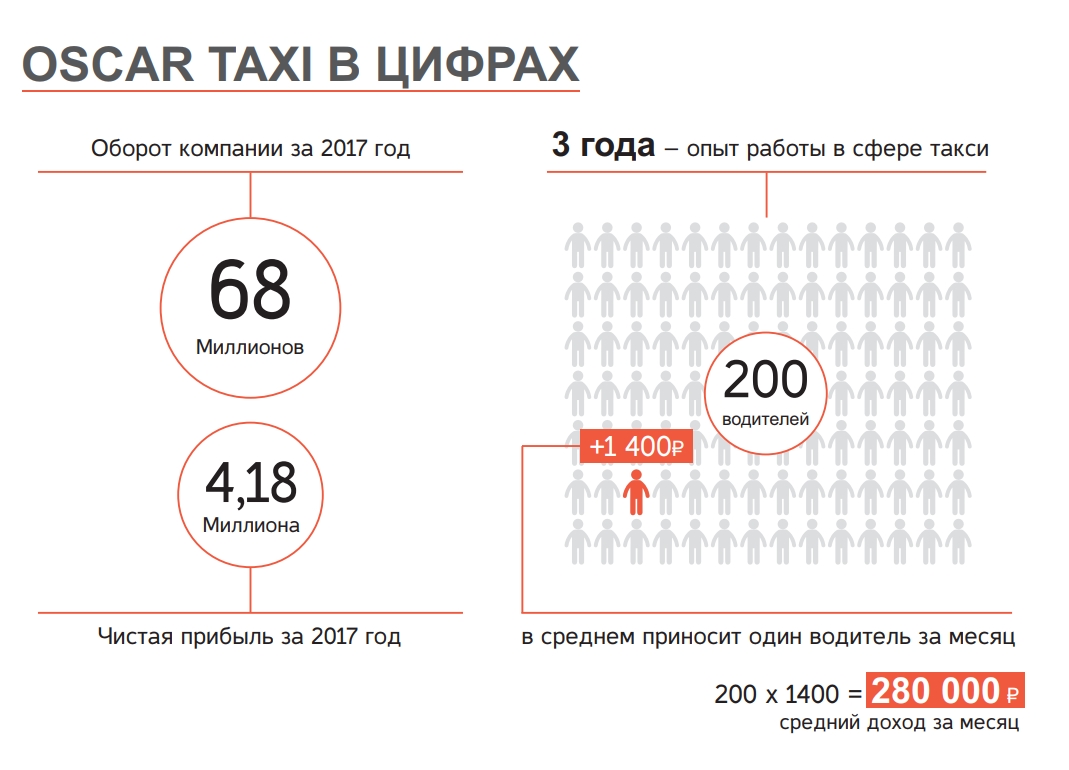 OSCAR TAXI В ЦИФРАХ
Оборот компании за 2017 год
68
Миллионов
4,18
Миллиона
Чистая прибыль за 2017 год
3 года – опыт работы в сфере такси
200
водителей
+1 400₽
в среднем приносит один водитель за месяц
200 x 1400 = 280 000 ₽
средний доход за месяц